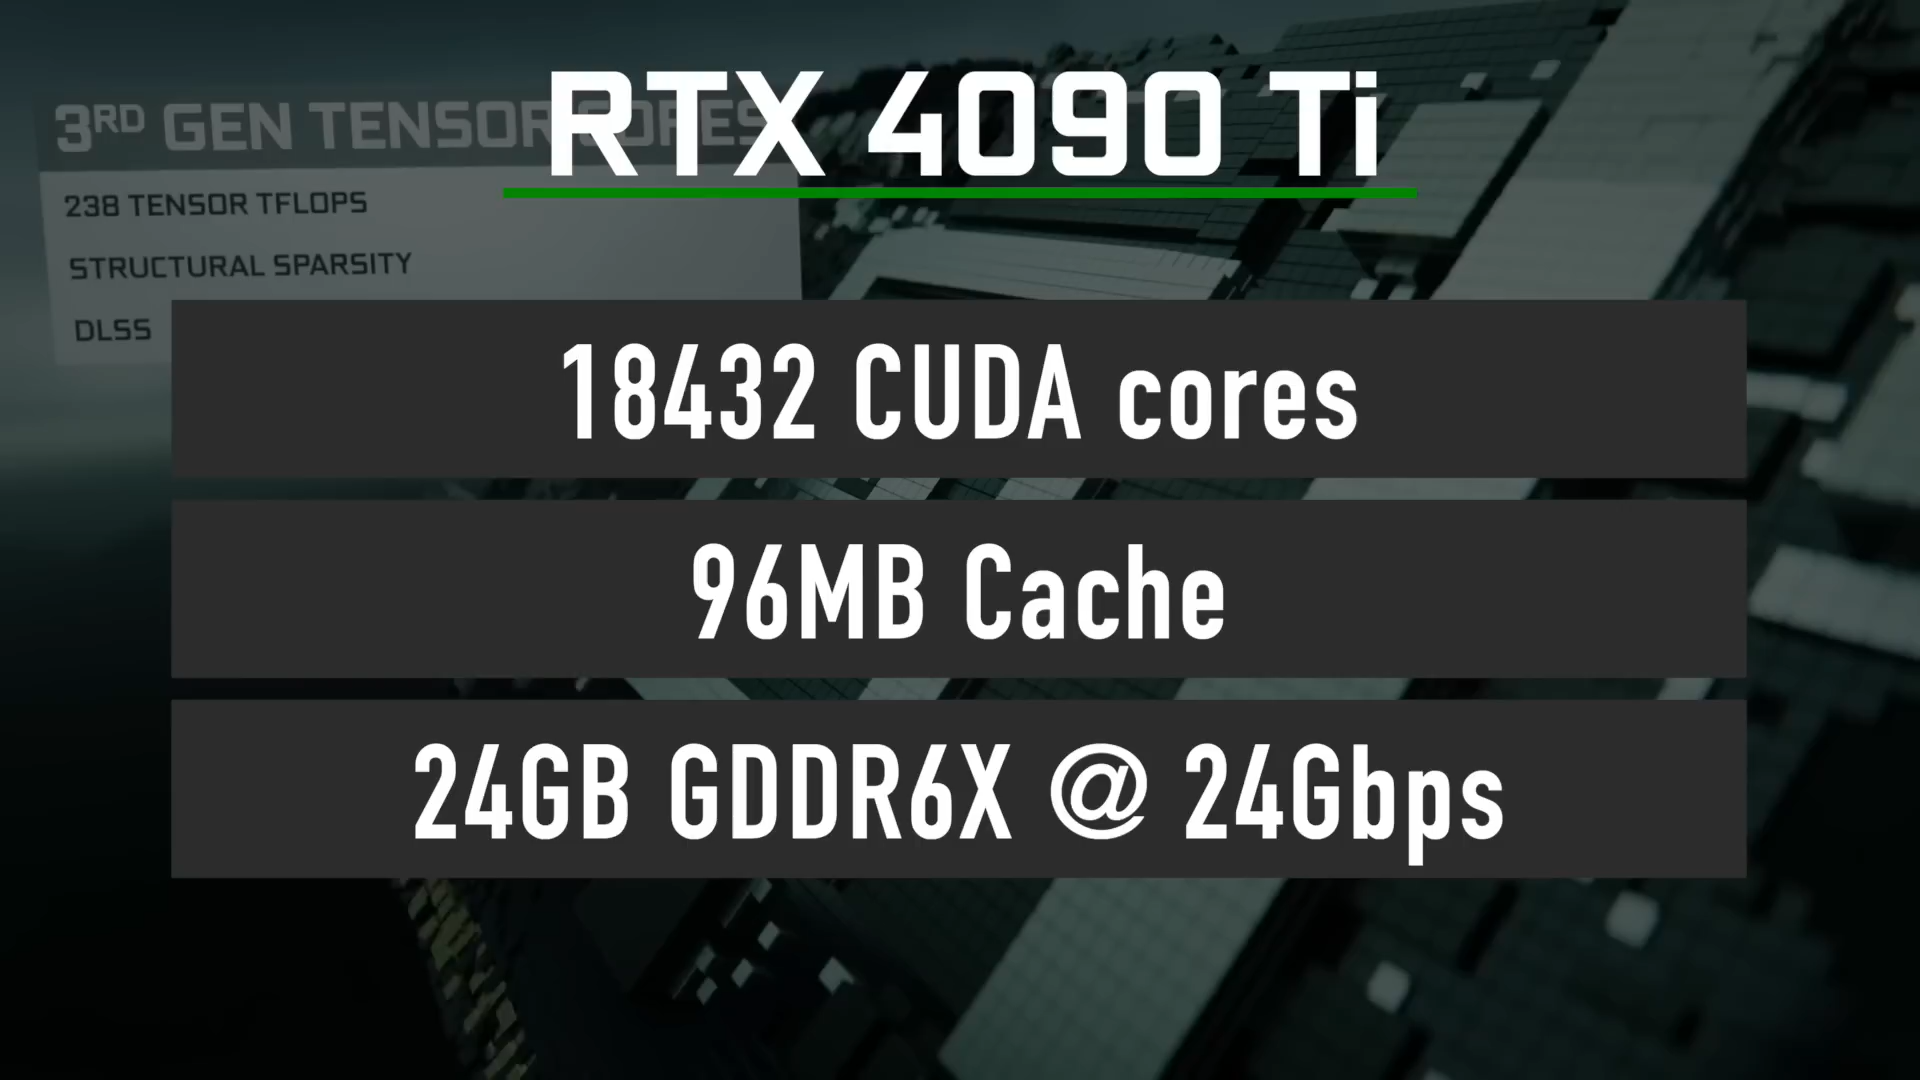 RTX 4090 Ti
3RD GEN TENSOR CORES
238 TENSOR TFLOPS
STRUCTURAL SPARSITY
DLSS
18432 CUDA cores
96MB Cache
24GB GDDR6X @ 24Gbps